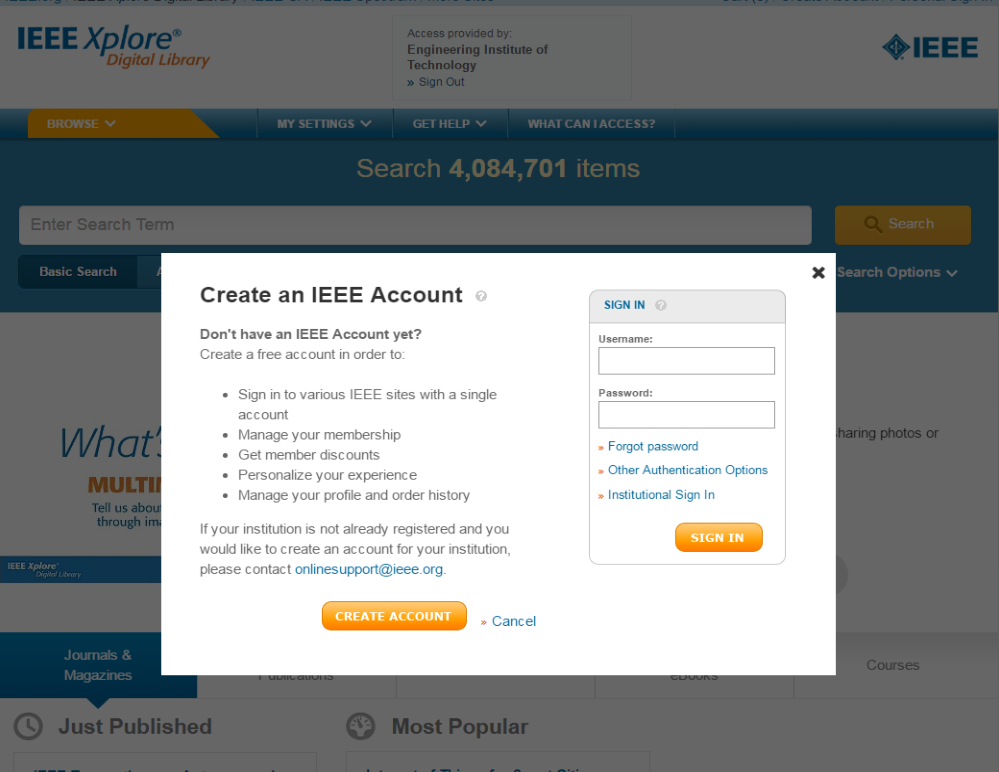 IEEE Xplore®
Digital Library
Access provided by:
Engineering Institute of
Technology
» Sign Out
IEEE
BROWSE
MY SETTINGS
GET HELP
WHAT CAN I ACCESS?
Search 4,084,701 items
Enter Search Term
Search
Basic Search
Search Options
Create an IEEE Account ?
Don't have an IEEE Account yet?
Create a free account in order to:
• Sign in to various IEEE sites with a single
account
• Manage your membership
• Get member discounts
• Personalize your experience
• Manage your profile and order history
If your institution is not already registered and you
would like to create an account for your institution,
please contact onlinesupport@ieee.org.
CREATE ACCOUNT
» Cancel
SIGN IN ?
Username:
Password:
» Forgot password
» Other Authentication Options
» Institutional Sign In
SIGN IN
What's
MULTI
Tell us about
through
haring photos or
IEEE Xplore®
Digital Library
Journals &
Magazines
Publications
eBooks
Courses
Just Published
Most Popular